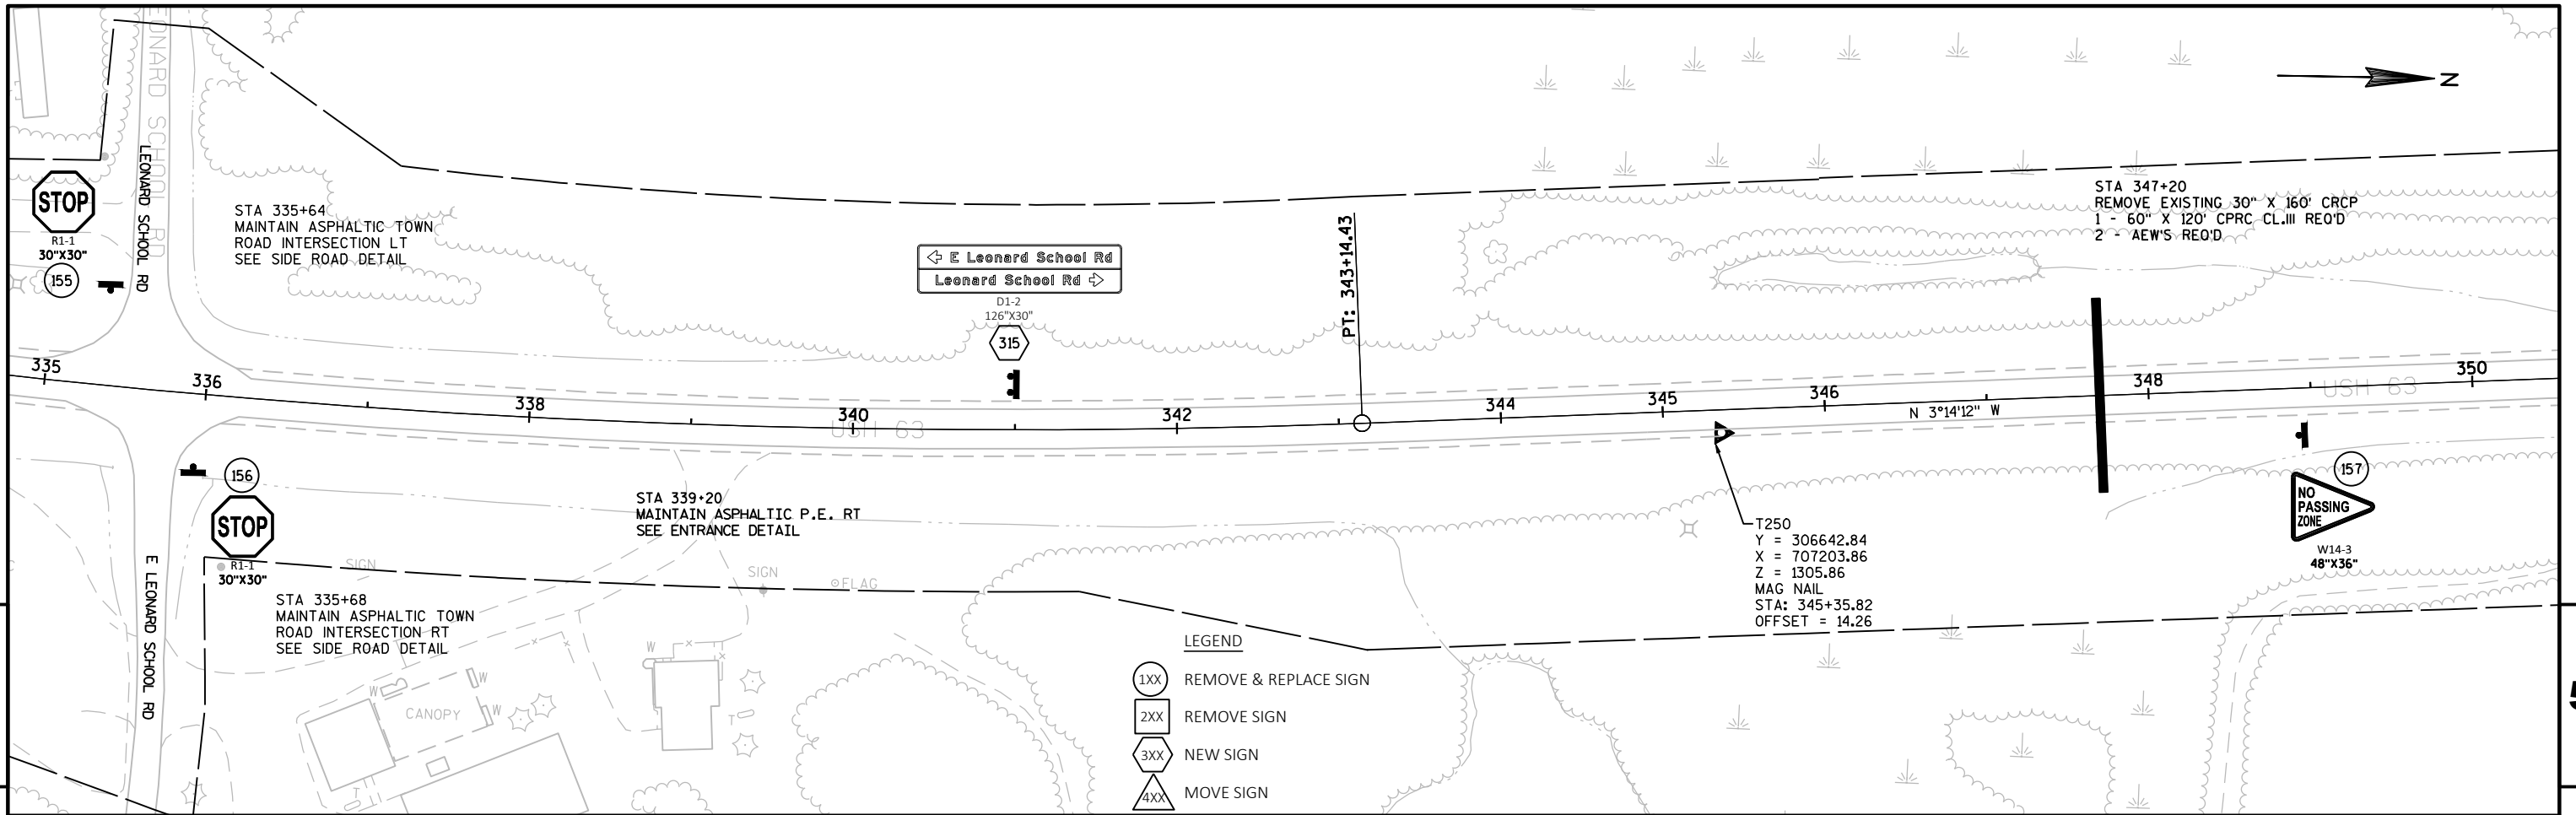 EONARD SCHOOL RD
LEONARD SCHOOL RD
N
STOP
R1-1
30"X30"
155
STA 335+64
MAINTAIN ASPHALTIC TOWN
ROAD INTERSECTION LT
SEE SIDE ROAD DETAIL
E Leonard School Rd
Leonard School Rd
D1-2
126"X30"
315
PT: 343+14.43
STA 347+20
REMOVE EXISTING 30" X 160' CRCP
1 - 60" X 120' CPRC CL.III REQ'D
2 - AEW'S REQ'D
335
336
338
340
342
344
345
346
348
350
USH 63
USH 63
N 3°14'12" W
156
STOP
R1-1
30"X30"
E LEONARD SCHOOL RD
STA 335+68
MAINTAIN ASPHALTIC TOWN
ROAD INTERSECTION RT
SEE SIDE ROAD DETAIL
STA 339+20
MAINTAIN ASPHALTIC P.E. RT
SEE ENTRANCE DETAIL
SIGN
SIGN
FLAG
T250
Y = 306642.84
X = 707203.86
Z = 1305.86
MAG NAIL
STA: 345+35.82
OFFSET = 14.26
157
NO
PASSING
ZONE
W14-3
48"X36"
W
W
W
W
CANOPY
T
T
LEGEND
1XX REMOVE & REPLACE SIGN
2XX REMOVE SIGN
3XX NEW SIGN
4XX MOVE SIGN